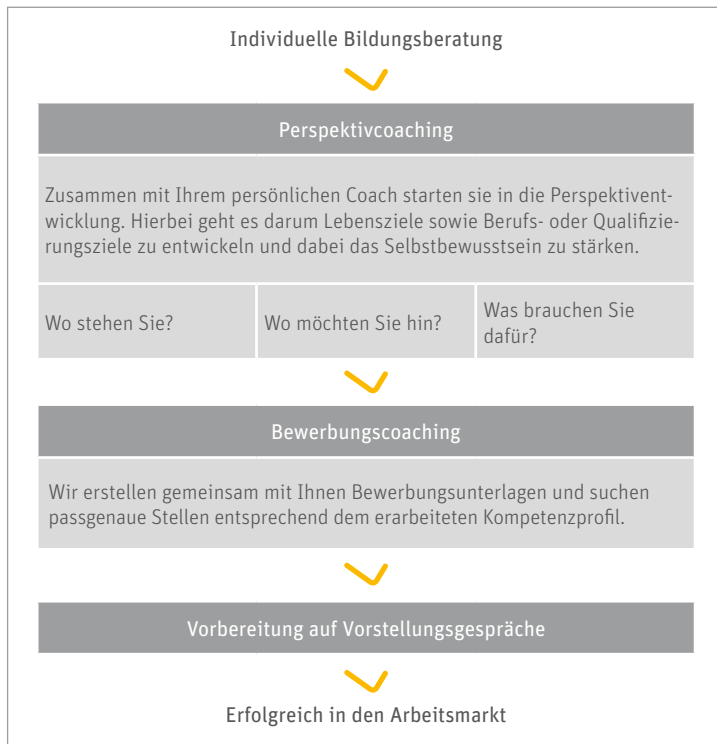 Individuelle Bildungsberatung
Perspektivcoaching
Zusammen mit Ihrem persönlichen Coach starten sie in die Perspektivent-
wicklung. Hierbei geht es darum Lebensziele sowie Berufs- oder Qualifizie-
rungsziele zu entwickeln und dabei das Selbstbewusstsein zu stärken.
Wo stehen Sie?
Wo möchten Sie hin?
Was brauchen Sie
dafür?
Bewerbungscoaching
Wir erstellen gemeinsam mit Ihnen Bewerbungsunterlagen und suchen
passgenaue Stellen entsprechend dem erarbeiteten Kompetenzprofil.
Vorbereitung auf Vorstellungsgespräche
Erfolgreich in den Arbeitsmarkt